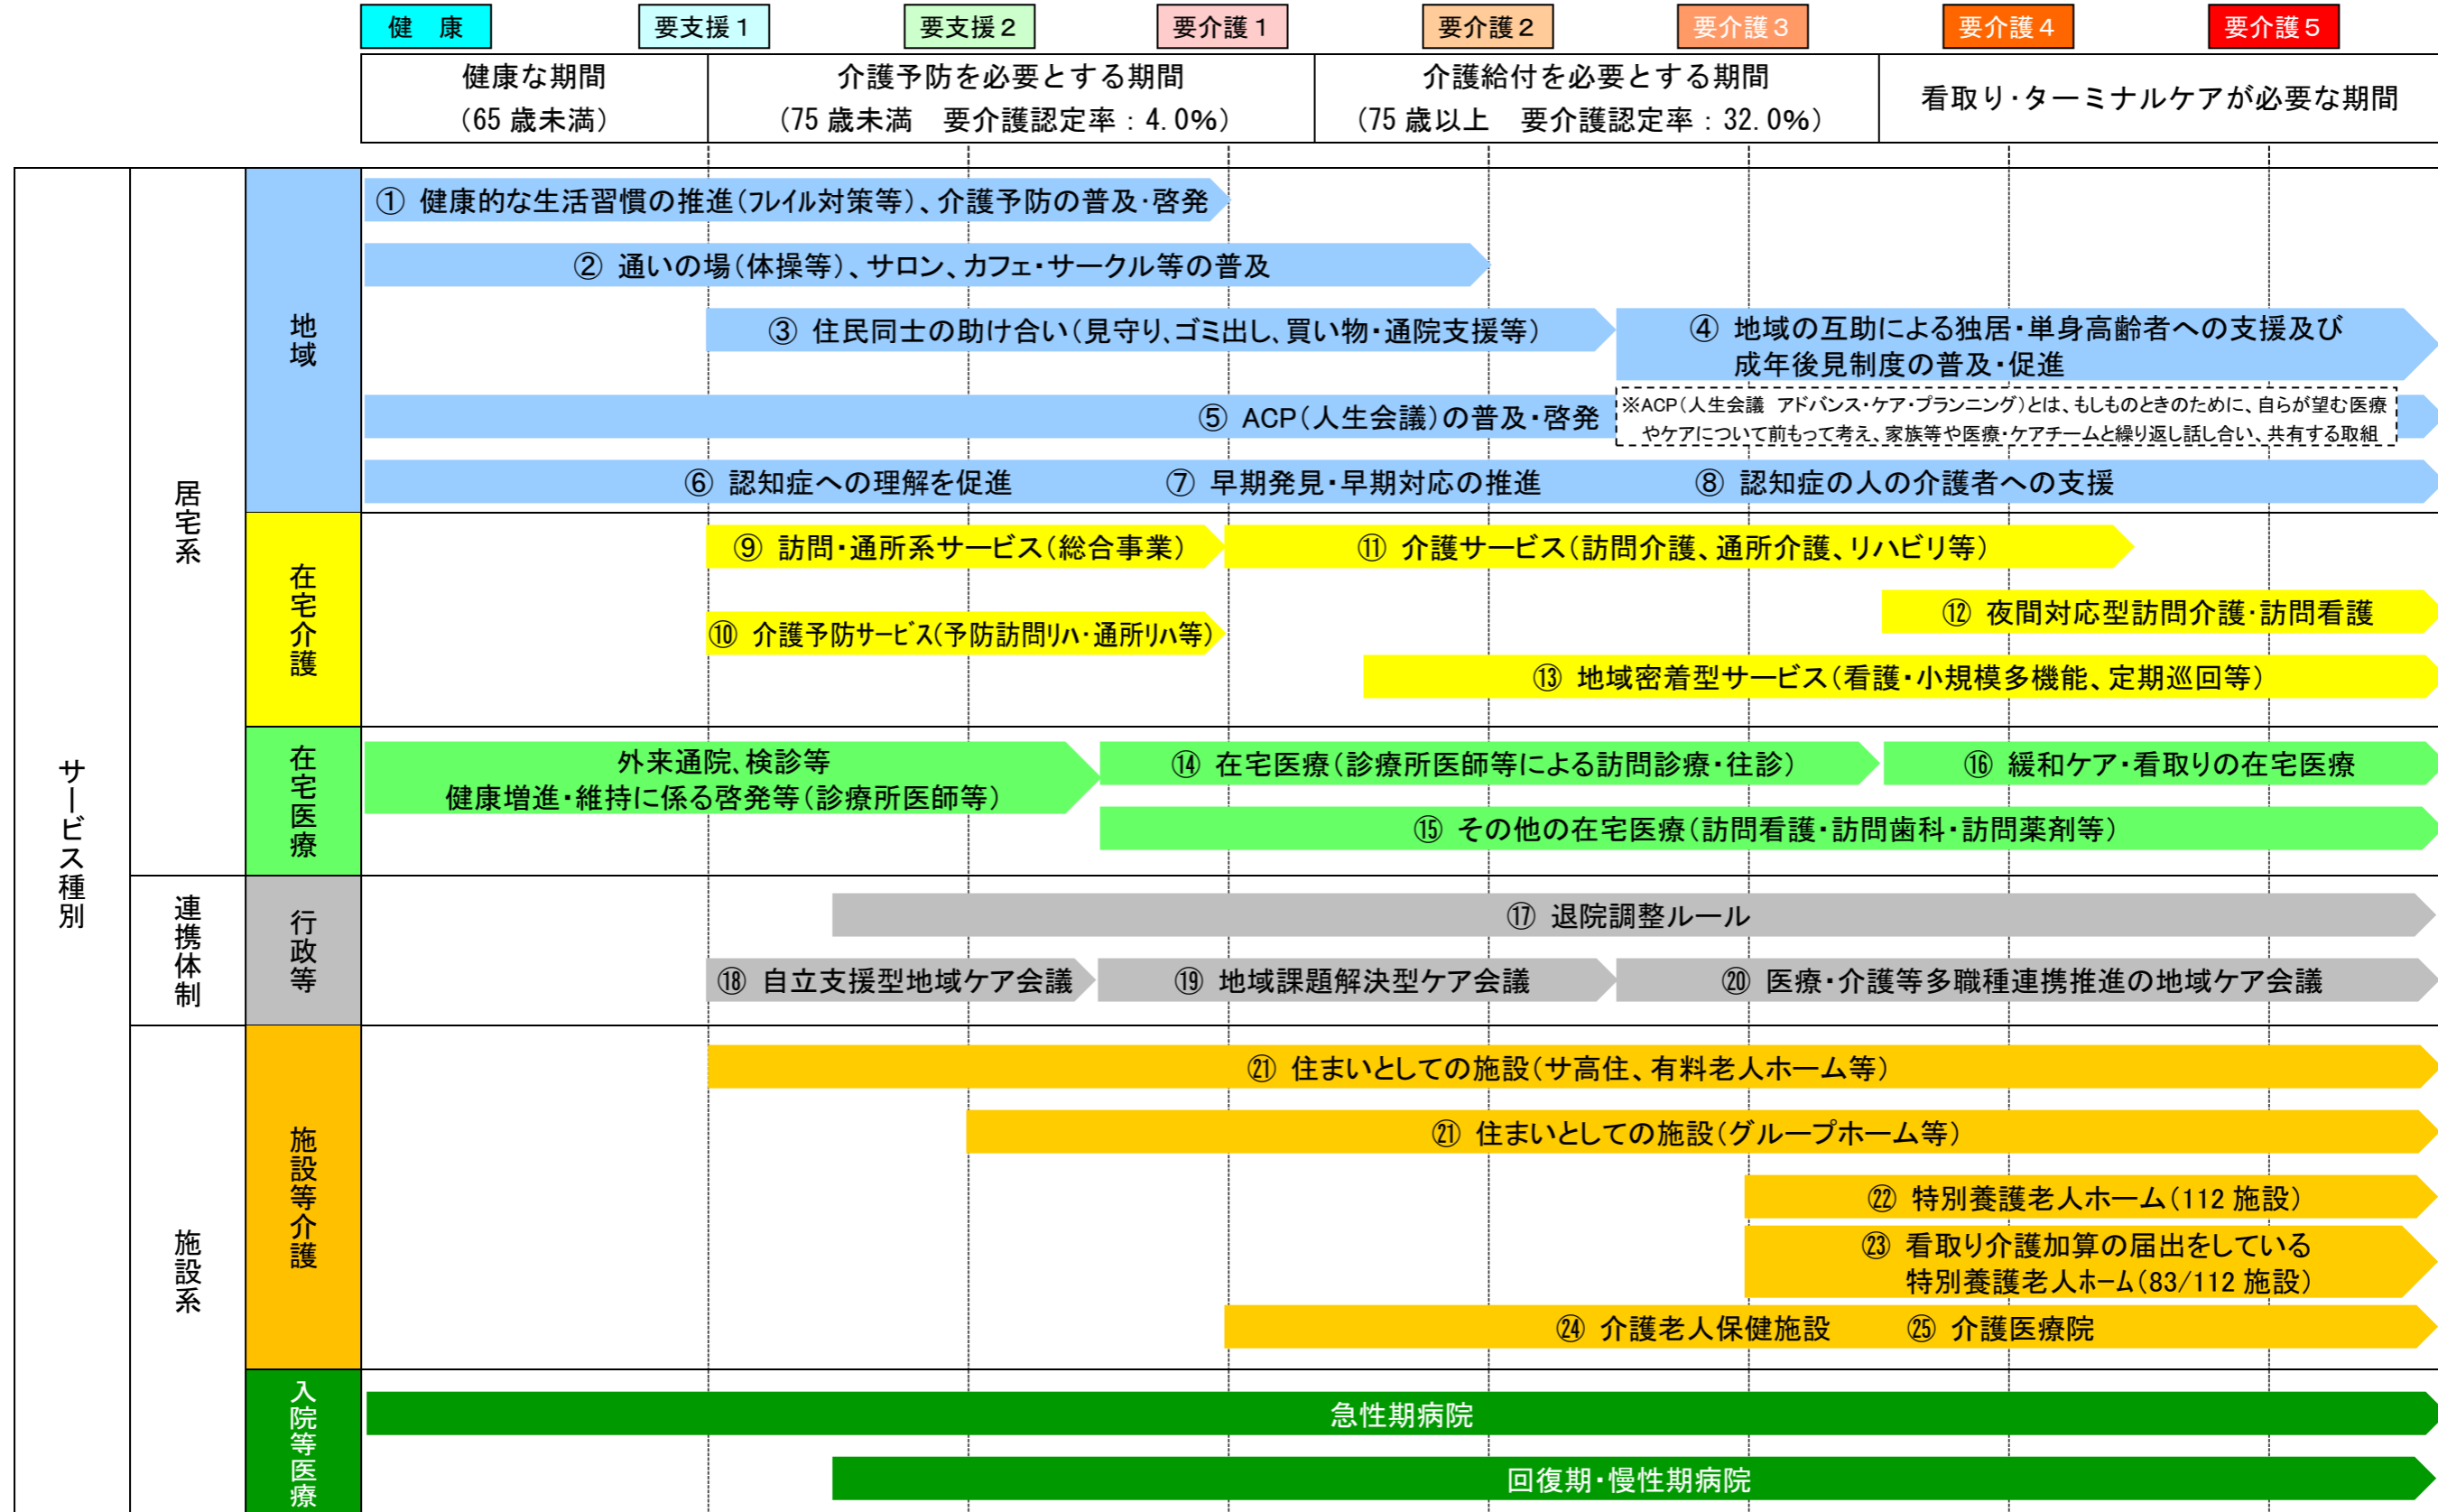 健　康
要支援１
要支援２
要介護１
要介護２
要介護３
要介護４
要介護５
健康な期間
（65 歳未満）
介護予防を必要とする期間
（75 歳未満　要介護認定率：4.0%）
介護給付を必要とする期間
（75 歳以上　要介護認定率：32.0%）
看取り・ターミナルケアが必要な期間
サービス種別
居宅系
地域
① 健康的な生活習慣の推進（フレイル対策等）、介護予防の普及・啓発
② 通いの場（体操等）、サロン、カフェ・サークル等の普及
③ 住民同士の助け合い（見守り、ゴミ出し、買い物・通院支援等）
④ 地域の互助による独居・単身高齢者への支援及び
成年後見制度の普及・促進
⑤ ACP（人生会議）の普及・啓発
※ACP（人生会議　アドバンス・ケア・プランニング）とは、もしものときのために、自らが望む医療
やケアについて前もって考え、家族等や医療・ケアチームと繰り返し話し合い、共有する取組
⑥ 認知症への理解を促進
⑦ 早期発見・早期対応の推進
⑧ 認知症の人の介護者への支援
在宅介護
⑨ 訪問・通所系サービス（総合事業）
⑪ 介護サービス（訪問介護、通所介護、リハビリ等）
⑫ 夜間対応型訪問介護・訪問看護
⑩ 介護予防サービス（予防訪問リハ・通所リハ等）
⑬ 地域密着型サービス（看護・小規模多機能、定期巡回等）
在宅医療
外来通院、検診等
健康増進・維持に係る啓発等（診療所医師等）
⑭ 在宅医療（診療所医師等による訪問診療・往診）
⑯ 緩和ケア・看取りの在宅医療
⑮ その他の在宅医療（訪問看護・訪問歯科・訪問薬剤等）
連携体制
行政等
⑰ 退院調整ルール
⑱ 自立支援型地域ケア会議
⑲ 地域課題解決型ケア会議
⑳ 医療・介護等多職種連携推進の地域ケア会議
施設系
施設等介護
㉑ 住まいとしての施設（サ高住、有料老人ホーム等）
㉑ 住まいとしての施設（グループホーム等）
㉒ 特別養護老人ホーム（112 施設）
㉓ 看取り介護加算の届出をしている
特別養護老人ホーム（83/112 施設）
㉔ 介護老人保健施設
㉕ 介護医療院
入院等医療
急性期病院
回復期・慢性期病院